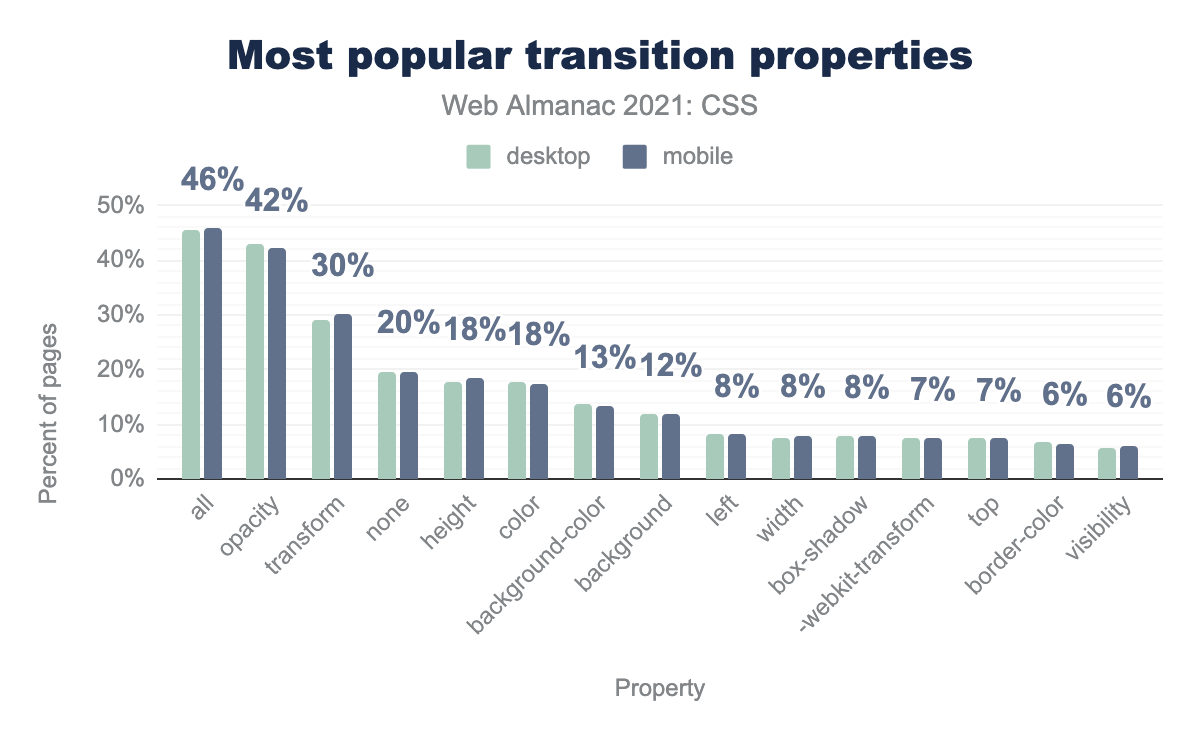 Most popular transition properties
Web Almanac 2021: CSS
desktop mobile
46% 42% 30% 20% 18% 18% 13% 12% 8% 8% 8% 7% 7% 6% 6%
50%
40%
30%
20%
10%
0%
Percent of pages
all opacity transform none height color background-color background left width box-shadow -webkit-transform top border-color visibility
Property